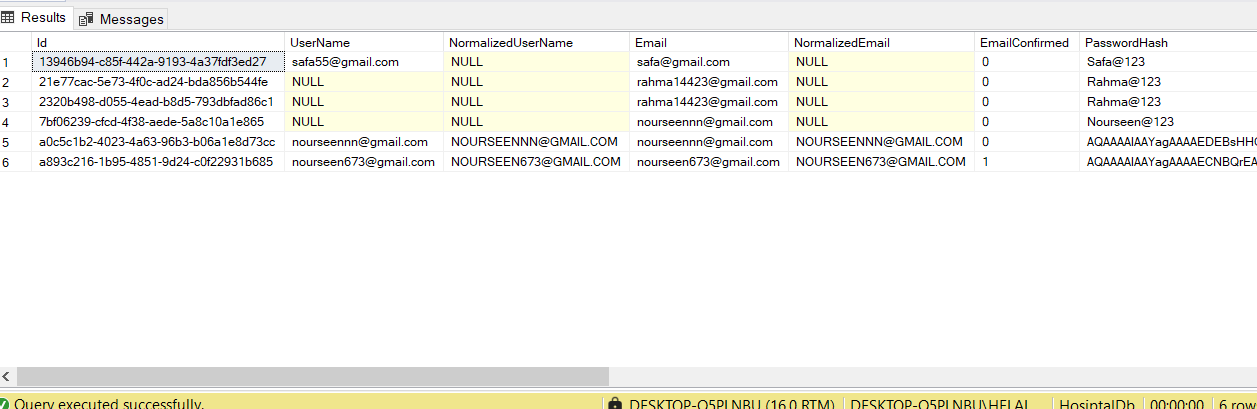 Results Messages
Id UserName NormalizedUserName Email NormalizedEmail EmailConfirmed PasswordHash
1 13946b94-c85f-442a-9193-4a37fdf3ed27 safa55@gmail.com NULL safa@gmail.com NULL 0 Safa@123
2 21e77cac-5e73-4f0c-ad24-bda856b544fe NULL NULL rahma14423@gmail.com NULL 0 Rahma@123
3 2320b498-d055-4ead-b8d5-793dbfad86c1 NULL NULL rahma14423@gmail.com NULL 0 Rahma@123
4 7bf06239-cfcd-4f38-aede-5a8c10a1e865 NULL NULL nourseennn@gmail.com NULL 0 Nourseen@123
5 a0c5c1b2-4023-4a63-96b3-b06a1e8d73cc nourseennn@gmail.com NOURSEENNN@GMAIL.COM nourseennn@gmail.com NOURSEENNN@GMAIL.COM 0 AQAAAAIAAYagAAAAEDEBsHHC
6 a893c216-1b95-4851-9d24-c0f22931b685 nourseen673@gmail.com NOURSEEN673@GMAIL.COM nourseen673@gmail.com NOURSEEN673@GMAIL.COM 1 AQAAAAIAAYagAAAAECNBQrEA
Query executed successfully. DESKTOP-O5PLNBU (16.0 RTM) DESKTOP-O5PLNBU\HELAL HosintalDb 00:00:00 6 row